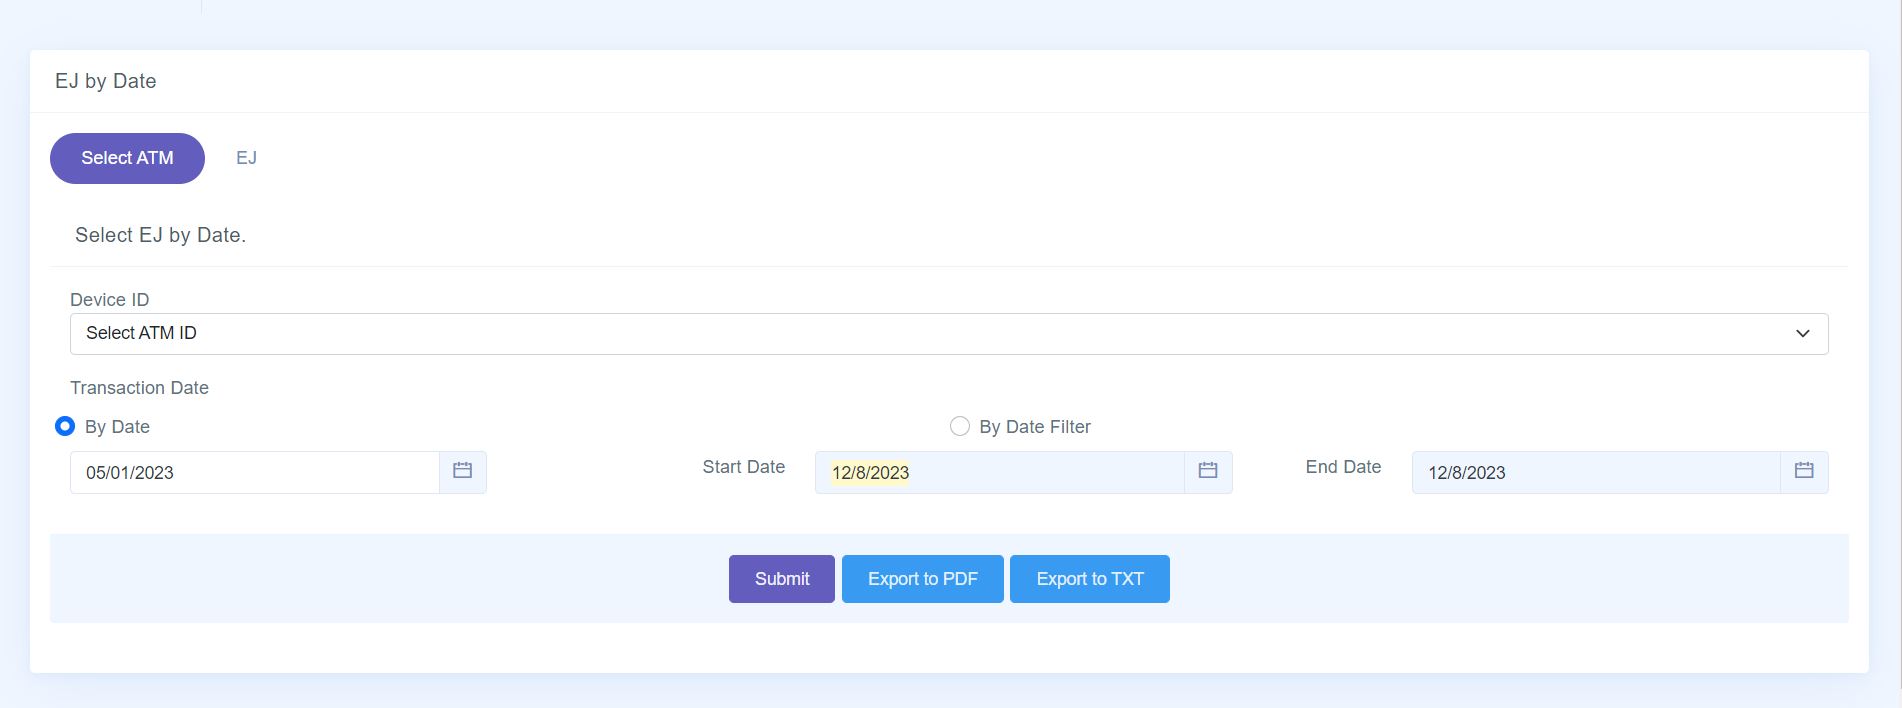 EJ by Date
Select ATM EJ
Select EJ by Date.
Device ID
Select ATM ID
Transaction Date
By Date By Date Filter
05/01/2023 Start Date 12/8/2023 End Date 12/8/2023
Submit Export to PDF Export to TXT